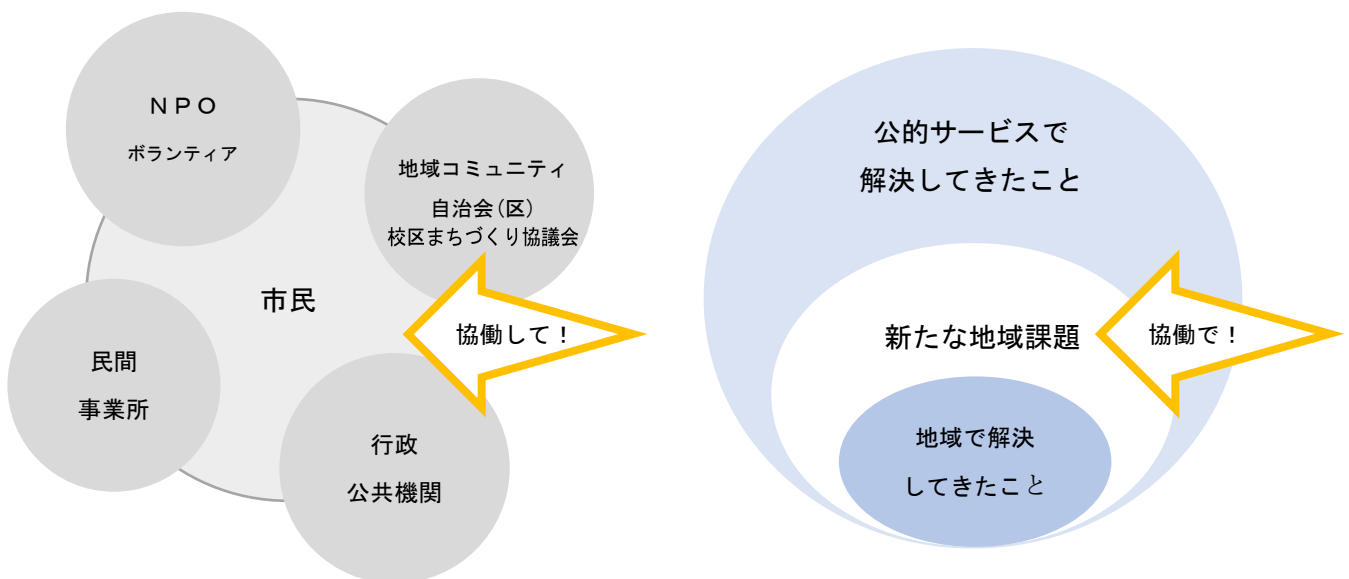 ＮＰＯ
ボランティア
地域コミュニティ
自治会(区)
校区まちづくり協議会
市民
協働して！
民間
事業所
行政
公共機関
公的サービスで
解決してきたこと
新たな地域課題
協働で！
地域で解決
してきたこと